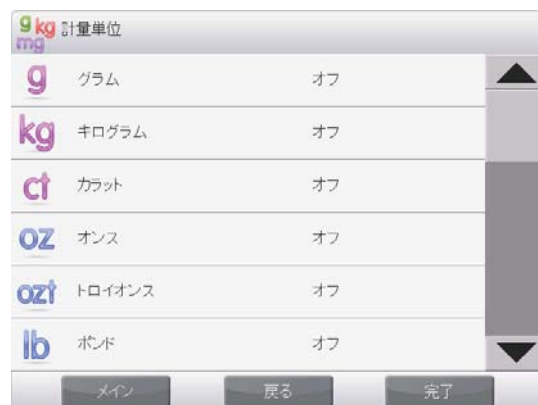 g kg mg 計量単位
g グラム オフ
kg キログラム オフ
ct カラット オフ
oz オンス オフ
ozt トロイオンス オフ
lb ポンド オフ
メイン 戻る 完了